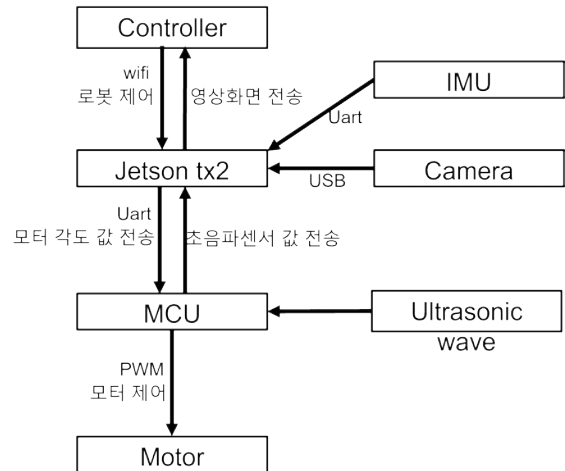 Controller
wifi
로봇 제어
영상화면 전송
IMU
Uart
Jetson tx2
USB
Camera
Uart
모터 각도 값 전송
초음파센서 값 전송
MCU
Ultrasonic
wave
PWM
모터 제어
Motor